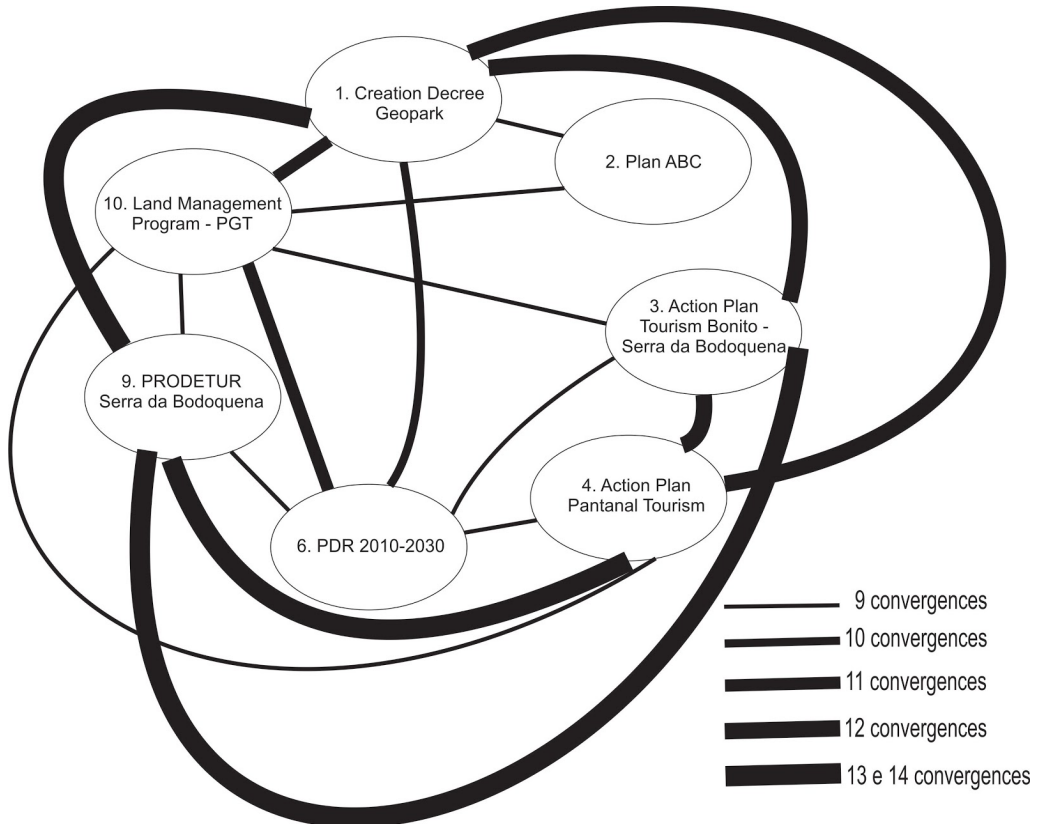 1. Creation Decree
Geopark
2. Plan ABC
10. Land Management
Program - PGT
3. Action Plan
Tourism Bonito -
Serra da Bodoquena
9. PRODETUR
Serra da Bodoquena
4. Action Plan
Pantanal Tourism
6. PDR 2010-2030
9 convergences
10 convergences
11 convergences
12 convergences
13 e 14 convergences